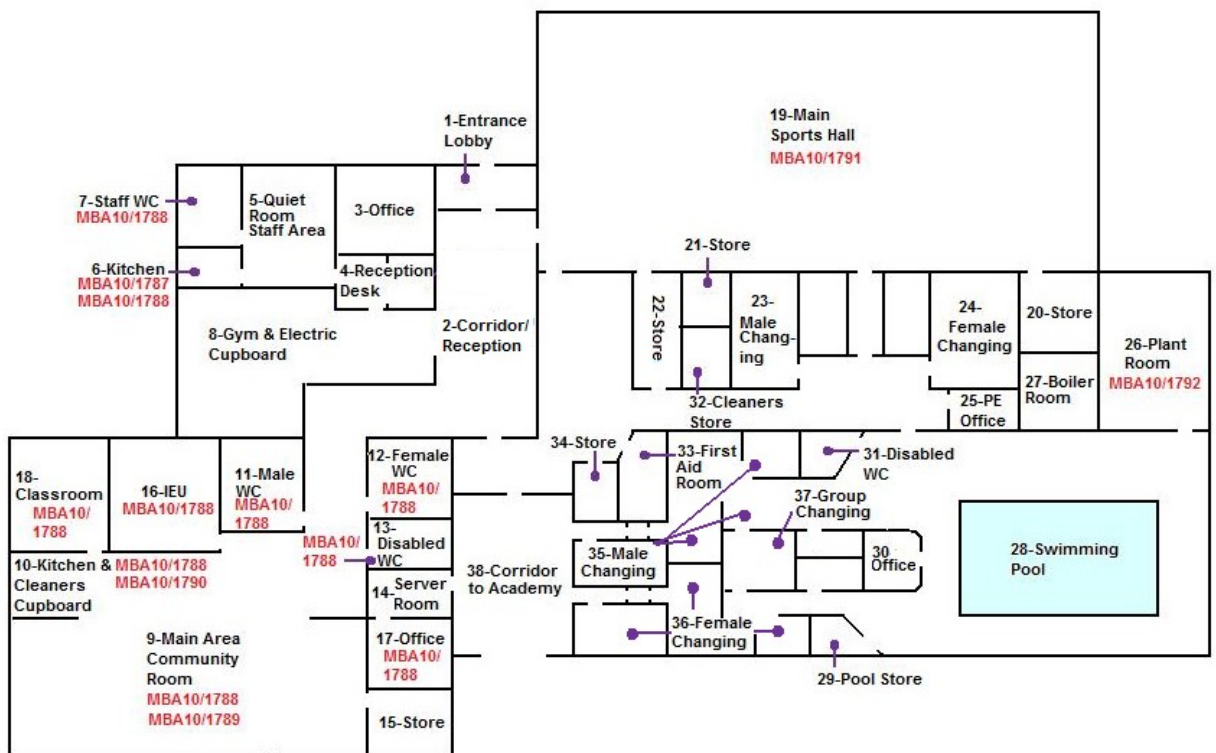 1-Entrance
Lobby
19-Main
Sports Hall
MBA10/1791
7-Staff WC
MBA10/1788
5-Quiet
Room
Staff Area
3-Office
6-Kitchen
MBA10/1787
MBA10/1788
4-Reception
Desk
21-Store
22-Store
23-
Male
Chang-
ing
24-
Female
Changing
20-Store
26-Plant
Room
MBA10/1792
8-Gym & Electric
Cupboard
2-Corridor/
Reception
27-Boiler
Room
25-PE
Office
32-Cleaners
Store
34-Store
33-First
Aid
Room
31-Disabled
WC
18-
Classroom
MBA10/
1788
16-IEU
MBA10/1788
11-Male
WC
MBA10/
1788
12-Female
WC
MBA10/
1788
37-Group
Changing
MBA10/
1788
13-
Disabled
WC
10-Kitchen &
Cleaners
Cupboard
MBA10/1788
MBA10/1790
35-Male
Changing
30
Office
28-Swimming
Pool
38-Corridor
to Academy
14-Server
Room
36-Female
Changing
9-Main Area
Community
Room
MBA10/1788
MBA10/1789
17-Office
MBA10/
1788
29-Pool Store
15-Store